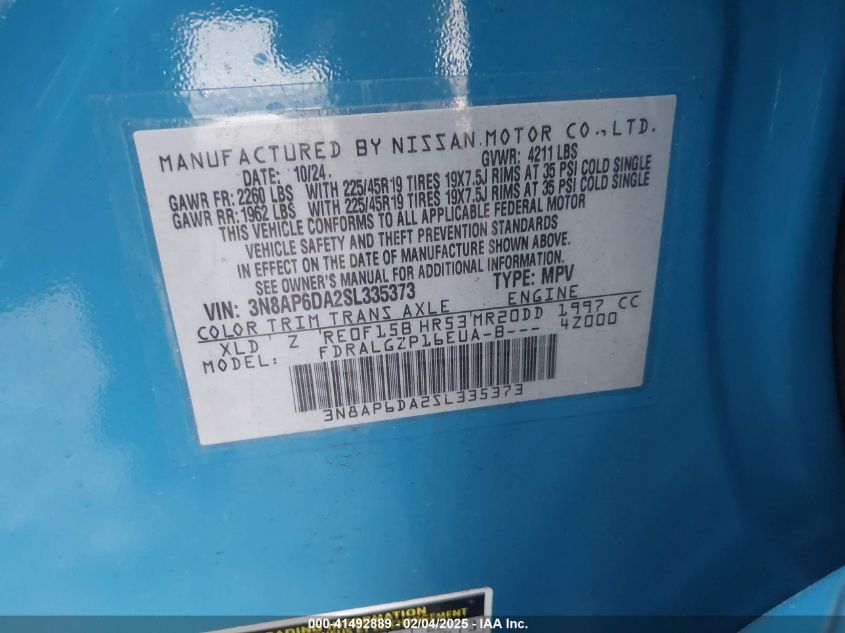 MANUFACTURED BY NISSAN MOTOR CO., LTD.
DATE: 10/24. GVWR: 4211 LBS
GAWR FR: 2260 LBS WITH 225/45R19 TIRES 19X7.5J RIMS AT 35 PSI COLD SINGLE
GAWR RR: 1962 LBS WITH 225/45R19 TIRES 19X7.5J RIMS AT 35 PSI COLD SINGLE
THIS VEHICLE CONFORMS TO ALL APPLICABLE FEDERAL MOTOR
VEHICLE SAFETY AND THEFT PREVENTION STANDARDS
IN EFFECT ON THE DATE OF MANUFACTURE SHOWN ABOVE.
SEE OWNER'S MANUAL FOR ADDITIONAL INFORMATION.
VIN: 3N8AP6DA2SL335373 TYPE: MPV
COLOR TRIM TRANS AXLE ENGINE
XLD Z RE0F15B HR53 MR20DD 1997 CC
MODEL: FDRALGZP16EUA-B--- 4Z000
3N8AP6DA2SL335373
000-41492889 - 02/04/2025 - IAA Inc.